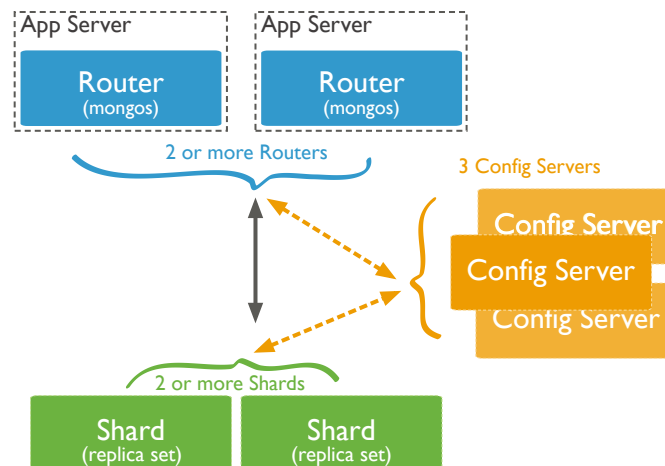 App Server
App Server
Router
(mongos)
Router
(mongos)
2 or more Routers
3 Config Servers
Config Server
Config Server
Config Server
2 or more Shards
Shard
(replica set)
Shard
(replica set)